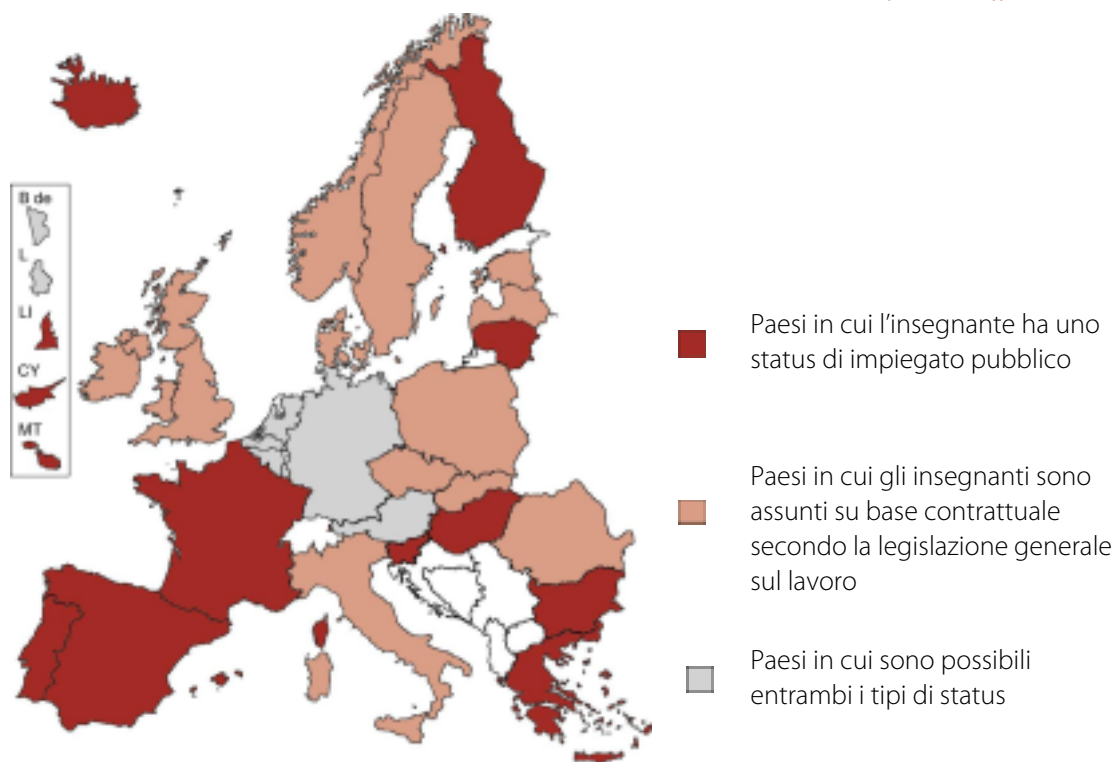 B de
L
LI
CY
MT
Paesi in cui l'insegnante ha uno
status di impiegato pubblico
Paesi in cui gli insegnanti sono
assunti su base contrattuale
secondo la legislazione generale
sul lavoro
Paesi in cui sono possibili
entrambi i tipi di status